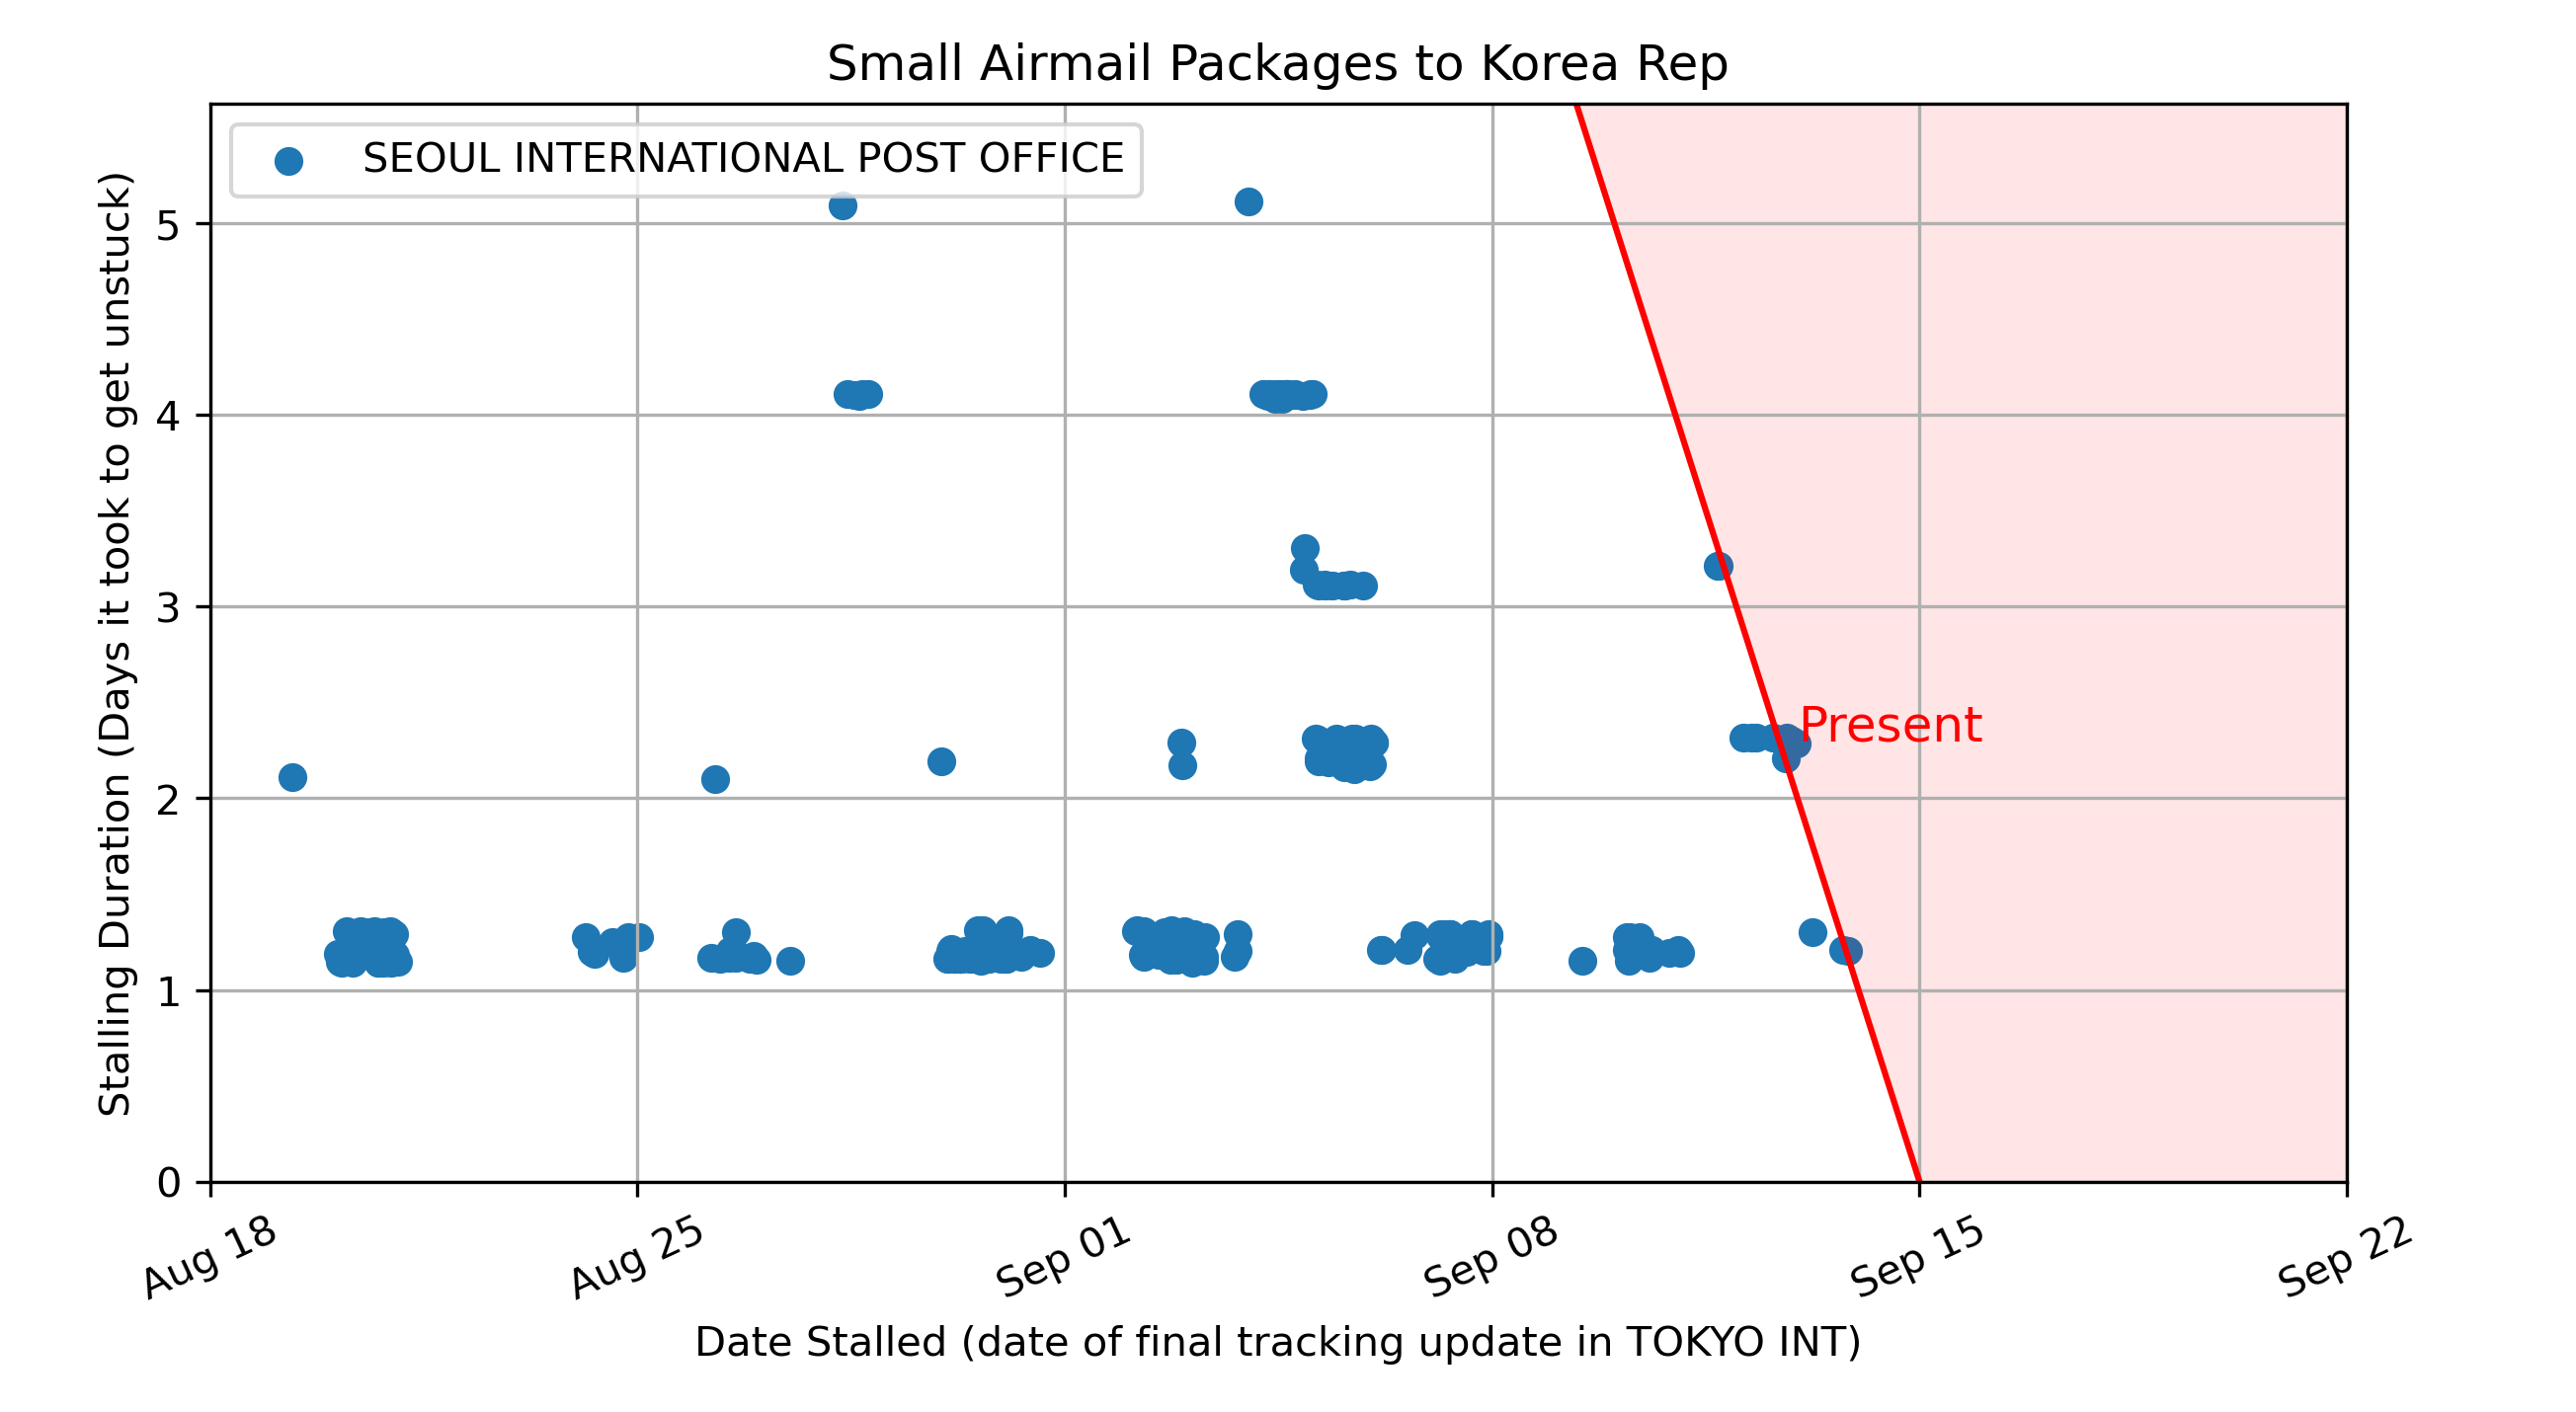 Small Airmail Packages to Korea Rep
SEOUL INTERNATIONAL POST OFFICE
Stalling Duration (Days it took to get unstuck)
5
4
3
2
1
0
Present
Aug 18
Aug 25
Sep 01
Sep 08
Sep 15
Sep 22
Date Stalled (date of final tracking update in TOKYO INT)